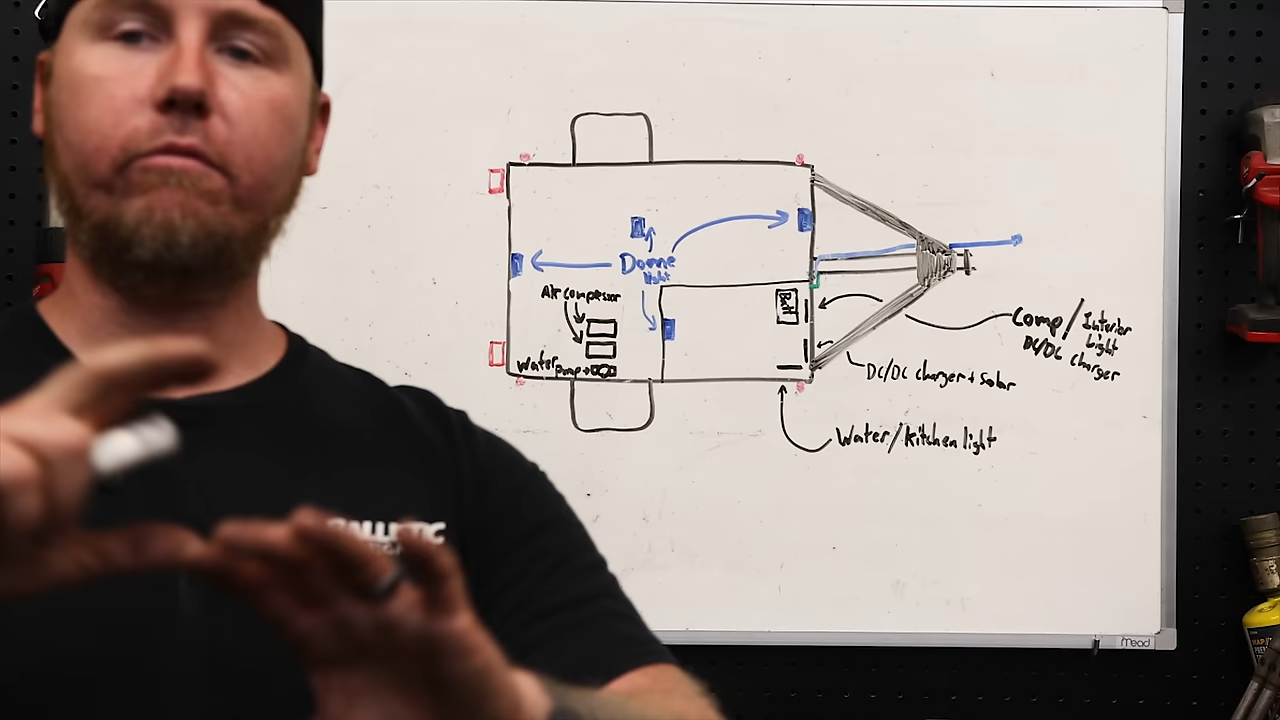 Dome
light
Air compressor
Water pump
Batt
Comp/Interior
Light
DC/DC charger
DC/DC charger + Solar
Water/Kitchen light
BALLISTIC
Mead